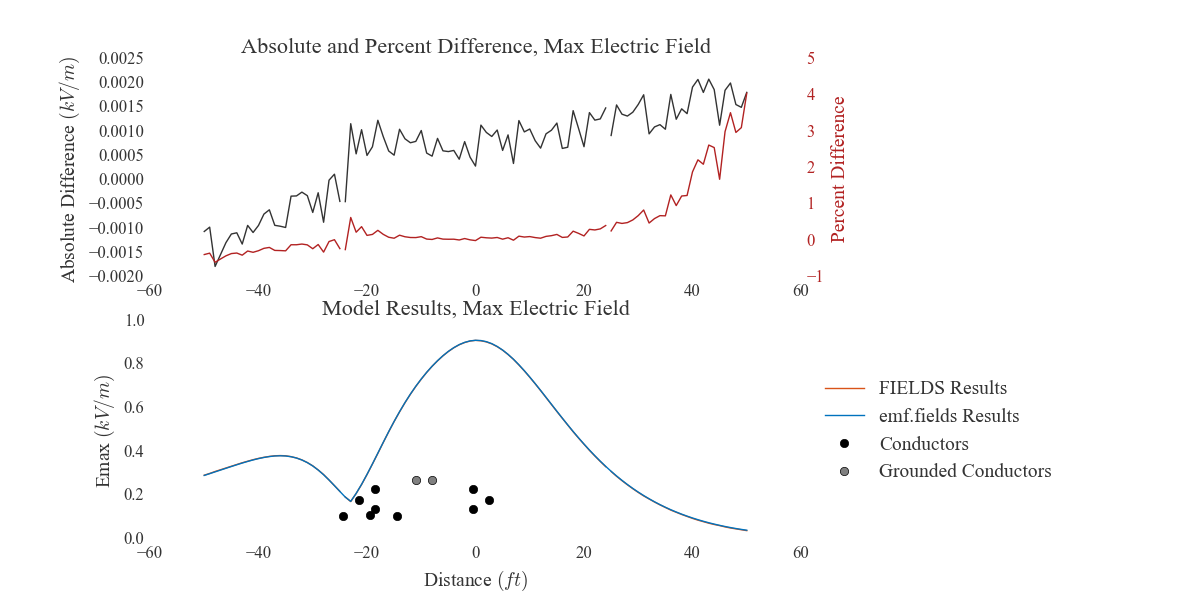 Absolute and Percent Difference, Max Electric Field
Absolute Difference (kV/m)
0.0025
0.0020
0.0015
0.0010
0.0005
0.0000
−0.0005
−0.0010
−0.0015
−0.0020
5
4
3
2
1
0
−1
Percent Difference
−60 −40 −20 0 20 40 60
Model Results, Max Electric Field
Emax (kV/m)
1.0
0.8
0.6
0.4
0.2
0.0
−60 −40 −20 0 20 40 60
Distance (ft)
FIELDS Results
emf.fields Results
Conductors
Grounded Conductors